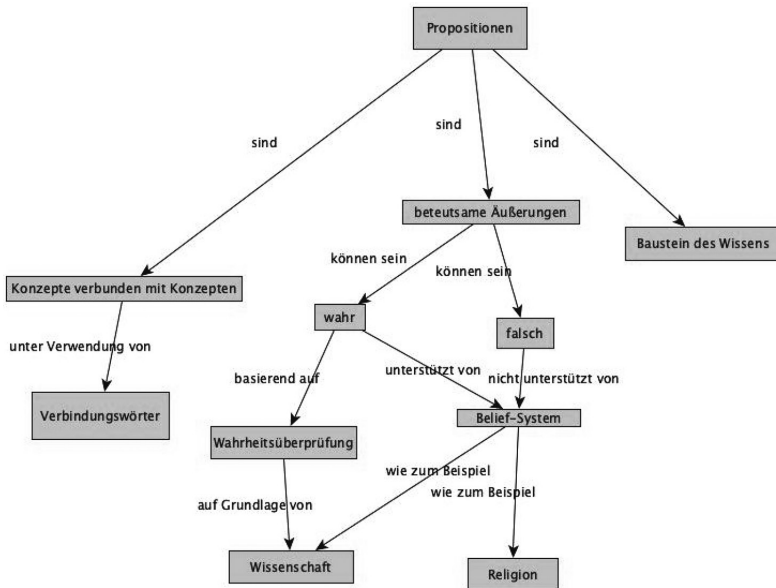 Propositionen
sind
sind
sind
beteutsame Äußerungen
Baustein des Wissens
können sein
können sein
Konzepte verbunden mit Konzepten
wahr
falsch
unter Verwendung von
basierend auf
unterstützt von
nicht unterstützt von
Verbindungswörter
Belief-System
Wahrheitsüberprüfung
wie zum Beispiel
wie zum Beispiel
auf Grundlage von
Wissenschaft
Religion